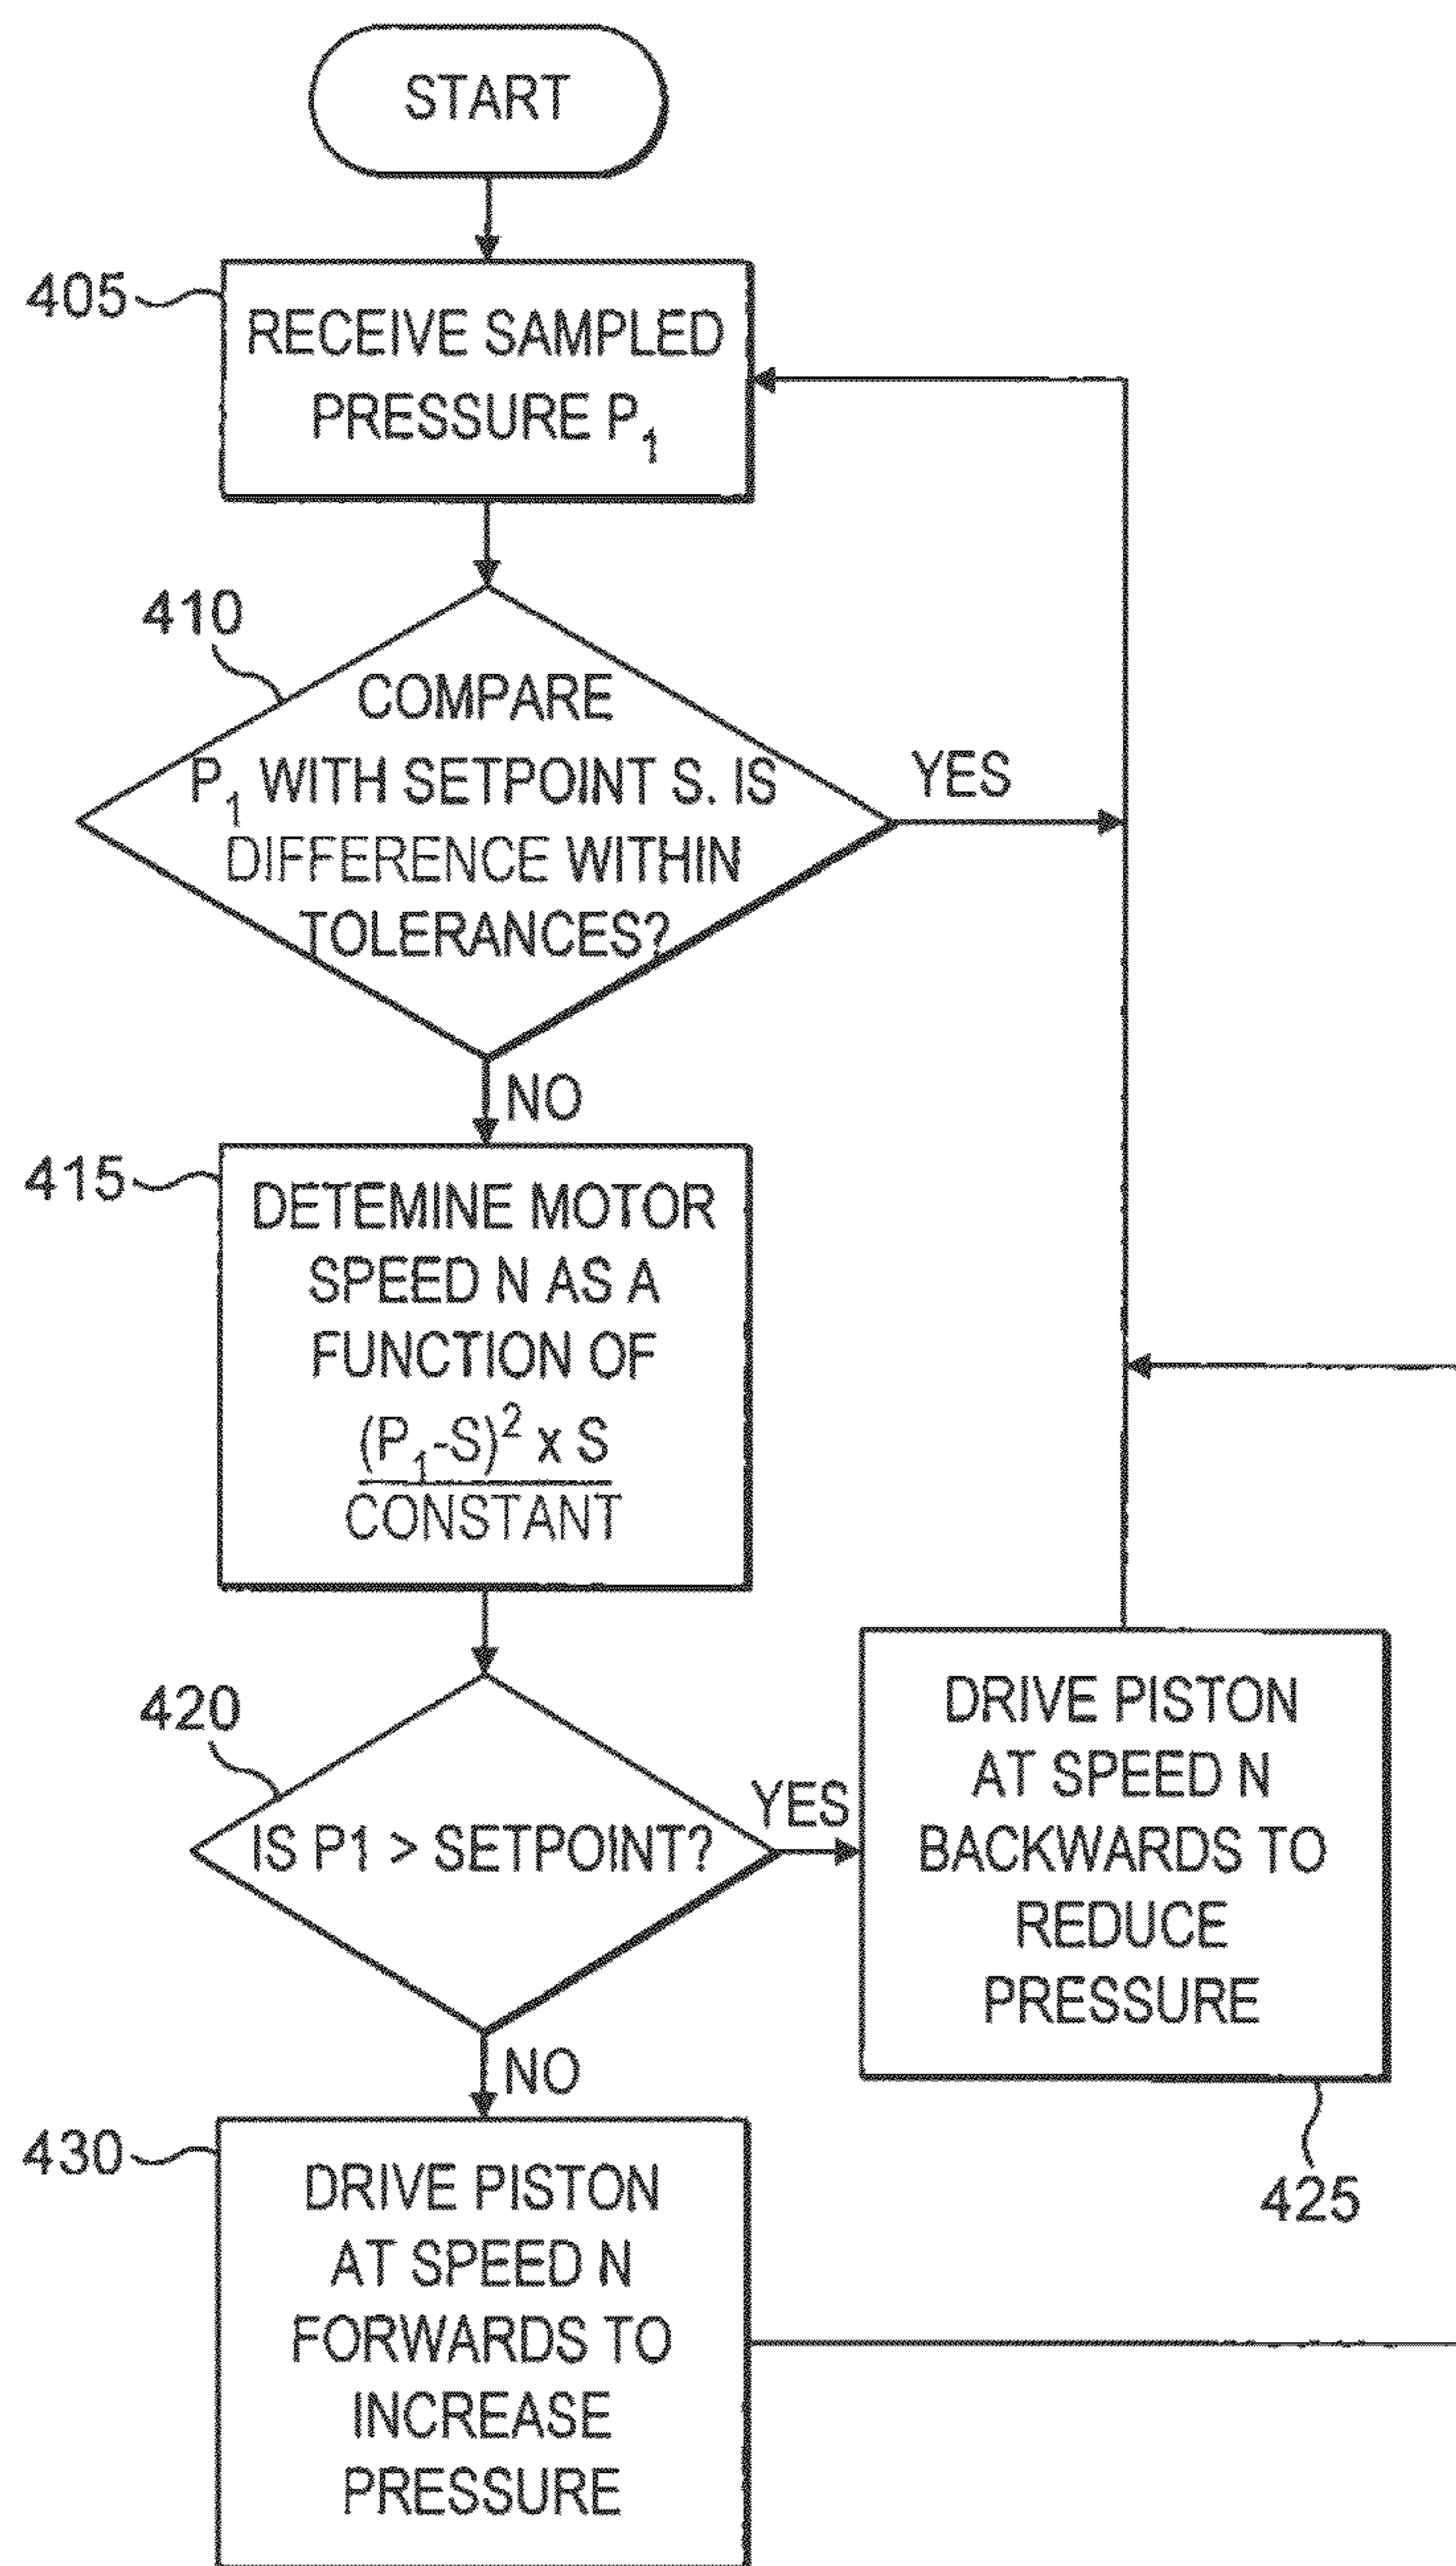 START
405
RECEIVE SAMPLED
PRESSURE P₁
410
COMPARE
P₁ WITH SETPOINT S. IS
DIFFERENCE WITHIN
TOLERANCES?
YES
NO
415
DETEMINE MOTOR
SPEED N AS A
FUNCTION OF
(P₁-S)² x S
CONSTANT
420
IS P1 > SETPOINT?
YES
DRIVE PISTON
AT SPEED N
BACKWARDS TO
REDUCE
PRESSURE
425
NO
430
DRIVE PISTON
AT SPEED N
FORWARDS TO
INCREASE
PRESSURE